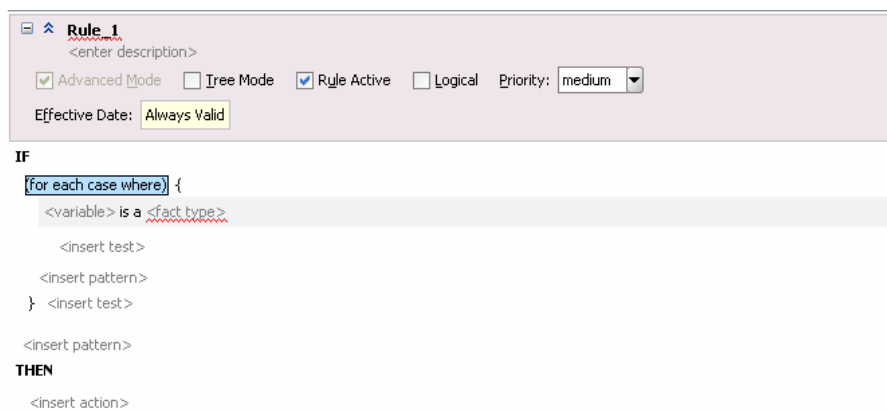 Rule_1
<enter description>
Advanced Mode Tree Mode Rule Active Logical Priority: medium
Effective Date: Always Valid
IF
(for each case where) {
<variable> is a <fact type>
<insert test>
<insert pattern>
} <insert test>
<insert pattern>
THEN
<insert action>